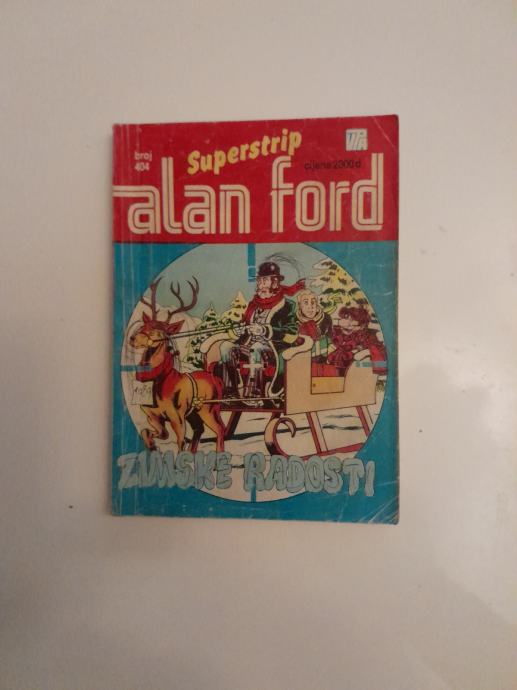 broj
404
Superstrip
cijena 2300 d
alan ford
ZIMSKE RADOSTI